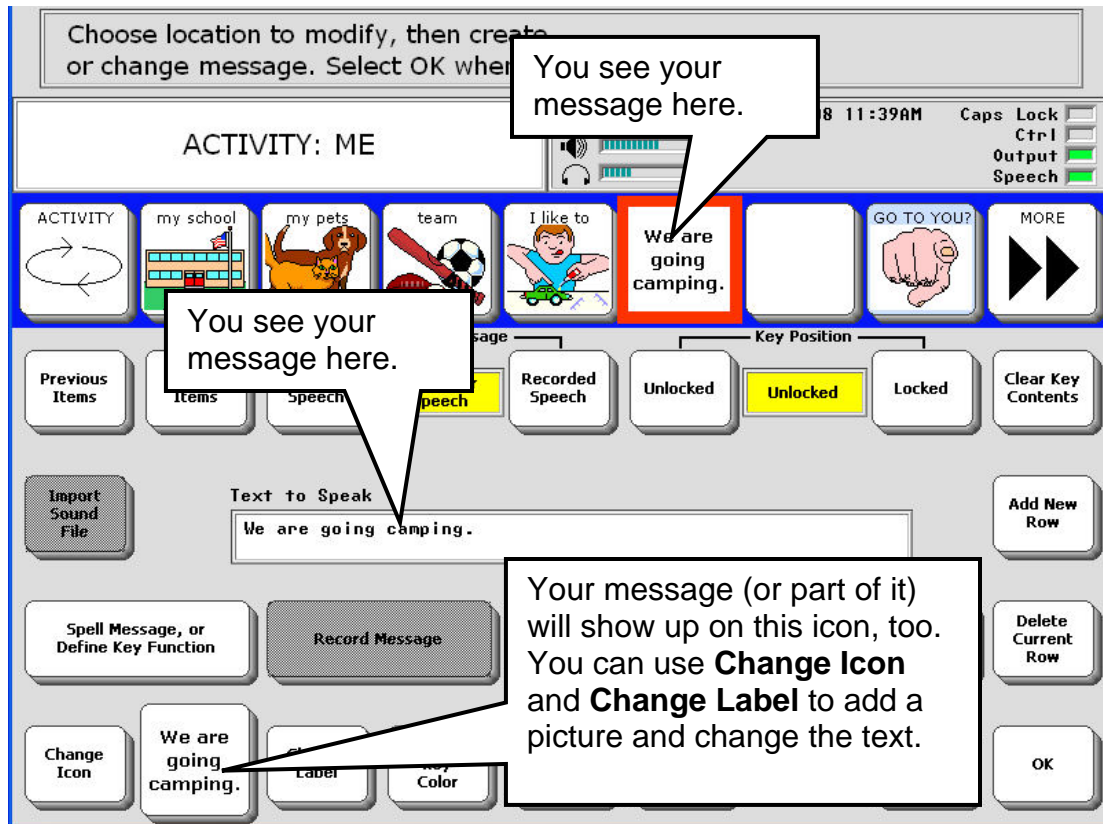 Choose location to modify, then create
or change message. Select OK when
You see your
message here.
ACTIVITY: ME
8 11:39AM
Caps Lock
Ctrl
Output
Speech
ACTIVITY
my school
my pets
team
I like to
We are
going
camping.
GO TO YOU?
MORE
You see your
message here.
Key Position
Previous
Items
Items
Speech
Speech
Recorded
Speech
Unlocked
Unlocked
Locked
Clear Key
Contents
Import
Sound
File
Text to Speak
We are going camping.
Add New
Row
Spell Message, or
Define Key Function
Record Message
Your message (or part of it)
will show up on this icon, too.
You can use Change Icon
and Change Label to add a
picture and change the text.
Delete
Current
Row
Change
Icon
We are
going
camping.
Label
Color
OK